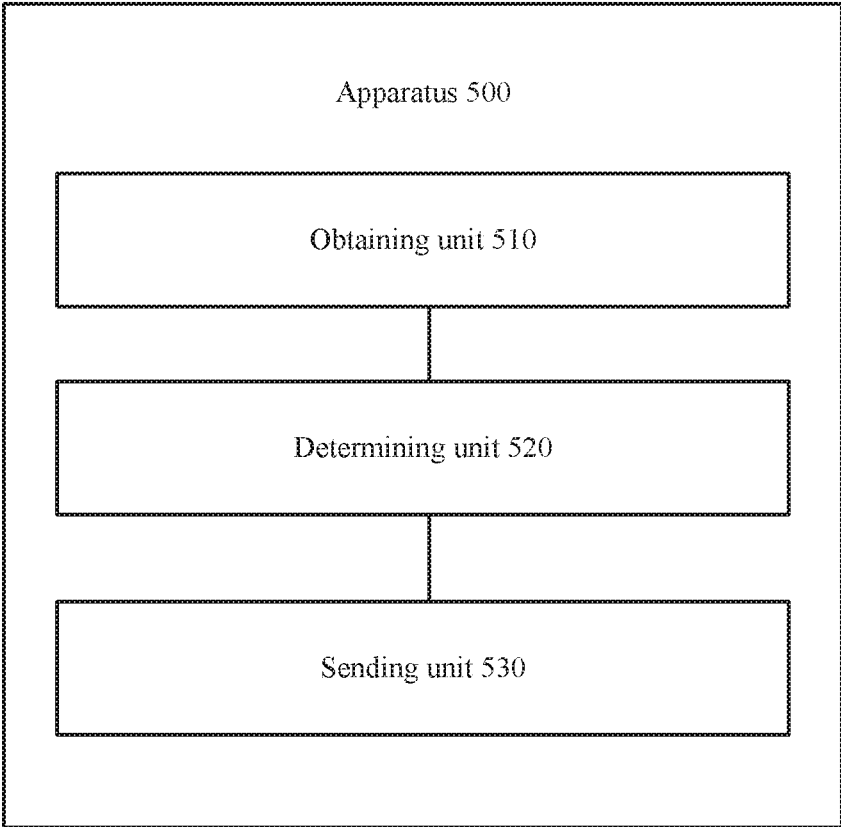 Apparatus 500
Obtaining unit 510
Determining unit 520
Sending unit 530